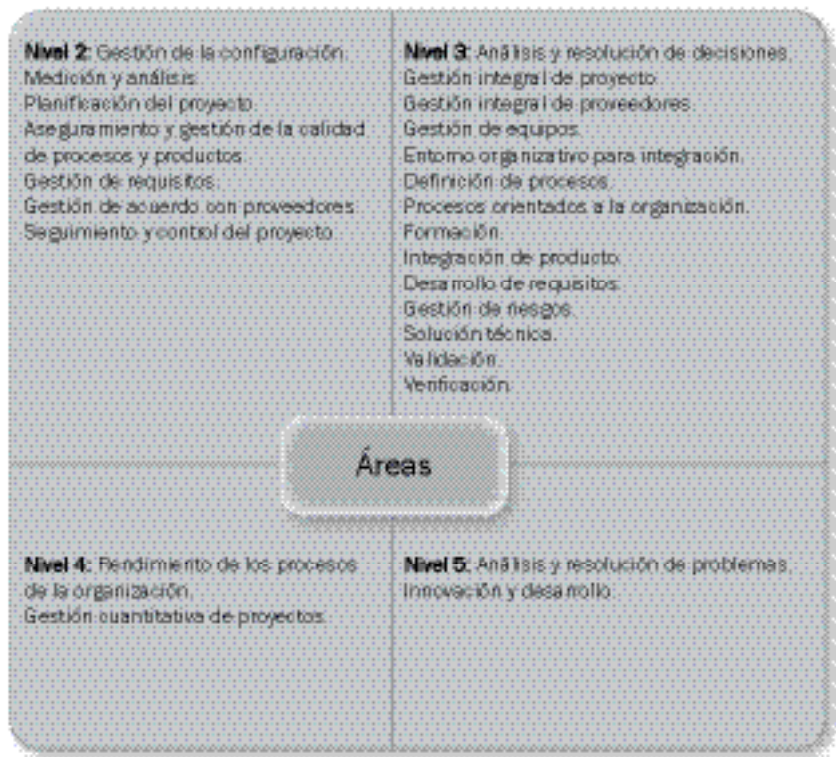 Nivel 2: Gestión de la configuración.
Medición y análisis.
Planificación del proyecto.
Aseguramiento y gestión de la calidad
de procesos y productos.
Gestión de requisitos.
Gestión de acuerdo con proveedores.
Seguimiento y control del proyecto.
Nivel 3: Análisis y resolución de decisiones.
Gestión integral de proyecto.
Gestión integral de proveedores.
Gestión de equipos.
Entorno organizativo para integración.
Definición de procesos.
Procesos orientados a la organización.
Formación.
Integración de producto.
Desarrollo de requisitos.
Gestión de riesgos.
Solución técnica.
Validación.
Verificación.
Áreas
Nivel 4: Rendimiento de los procesos
de la organización.
Gestión cuantitativa de proyectos.
Nivel 5: Análisis y resolución de problemas.
Innovación y desarrollo.